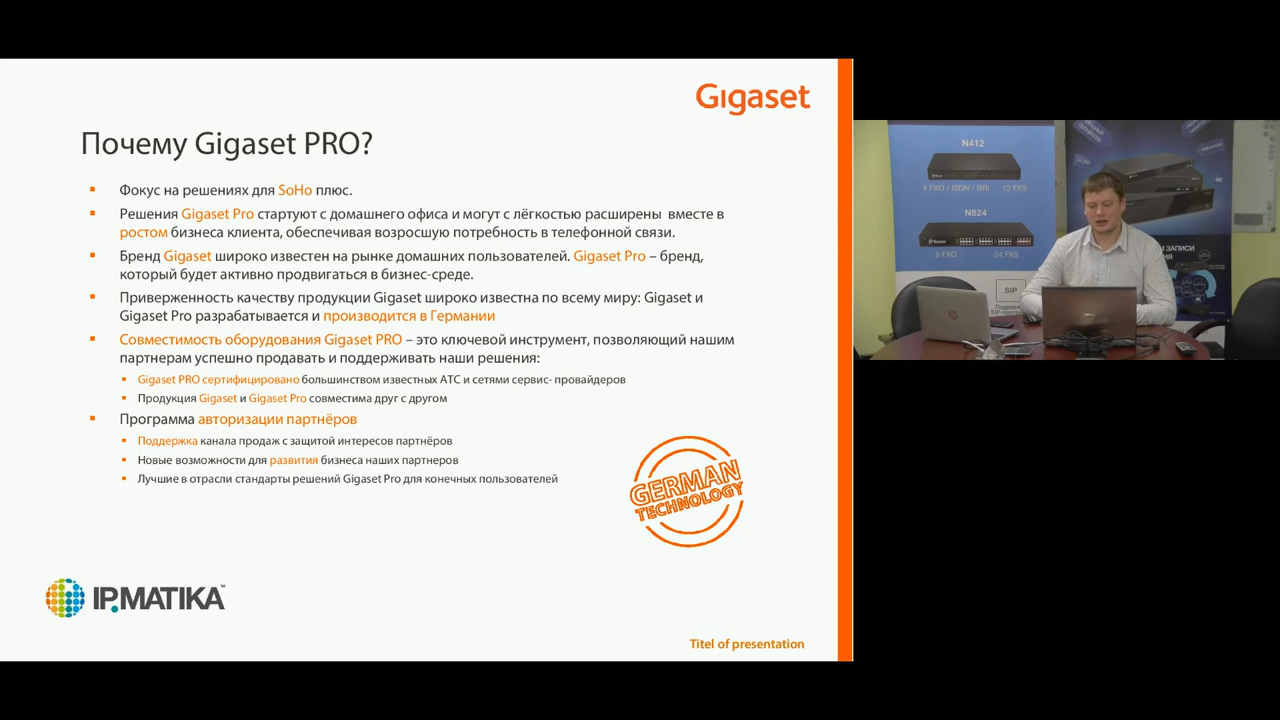 Gigaset
Почему Gigaset PRO?
Фокус на решениях для SoHo плюс.
Решения Gigaset Pro стартуют с домашнего офиса и могут с лёгкостью расширены вместе в
ростом бизнеса клиента, обеспечивая возросшую потребность в телефонной связи.
Бренд Gigaset широко известен на рынке домашних пользователей. Gigaset Pro – бренд,
который будет активно продвигаться в бизнес-среде.
Приверженность качеству продукции Gigaset широко известна по всему миру: Gigaset и
Gigaset Pro разрабатывается и производится в Германии
Совместимость оборудования Gigaset PRO – это ключевой инструмент, позволяющий нашим
партнерам успешно продавать и поддерживать наши решения:
Gigaset PRO сертифицировано большинством известных АТС и сетями сервис- провайдеров
Продукция Gigaset и Gigaset Pro совместима друг с другом
Программа авторизации партнёров
Поддержка канала продаж с защитой интересов партнёров
Новые возможности для развития бизнеса наших партнеров
Лучшие в отрасли стандарты решений Gigaset Pro для конечных пользователей
GERMAN
TECHNOLOGY
IPMATIKA™
Titel of presentation
N412
4 FXO / ISDN / BRI 12 FXS
N824
8 FXO 24 FXS
SIP
ЗАПИСИ